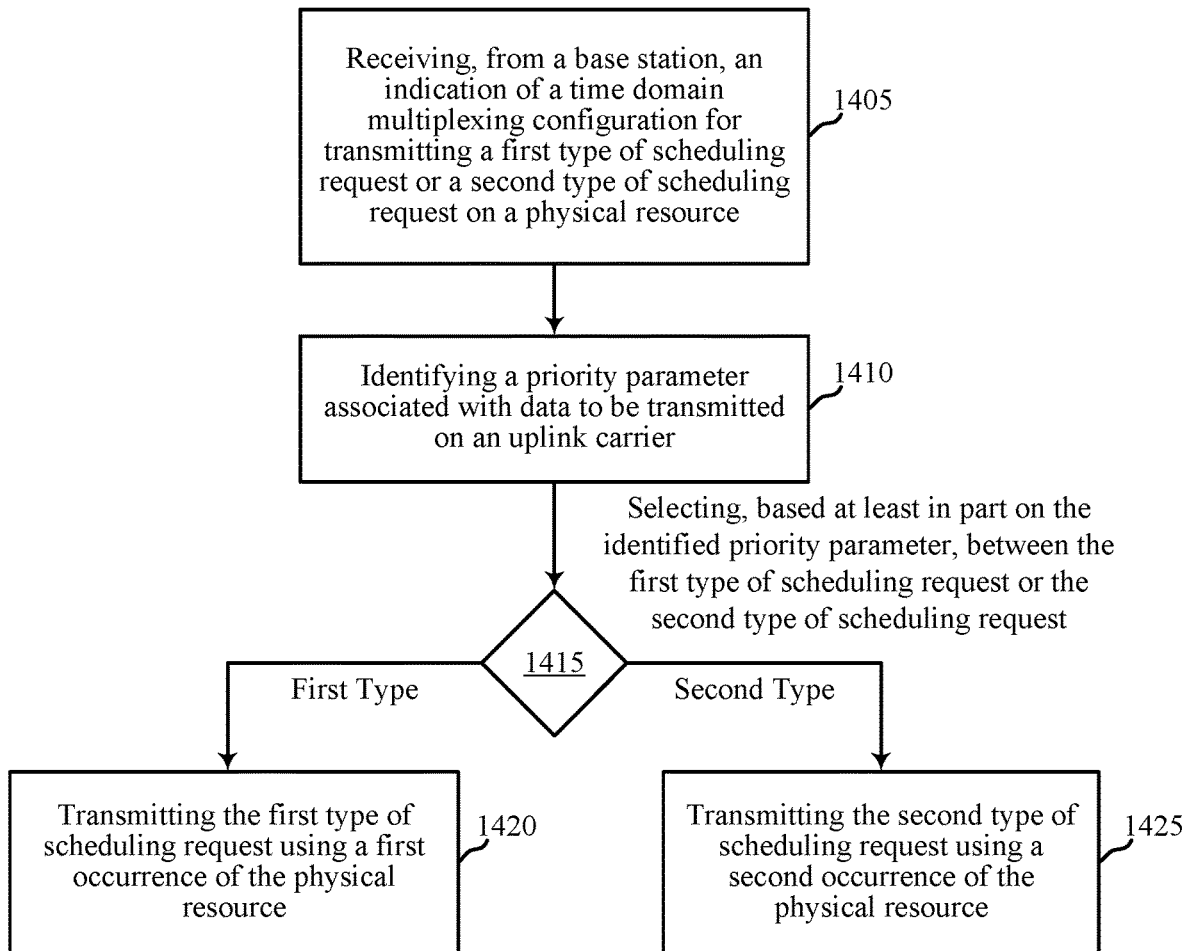 Receiving, from a base station, an
indication of a time domain
multiplexing configuration for
transmitting a first type of scheduling
request or a second type of scheduling
request on a physical resource
1405
Identifying a priority parameter
associated with data to be transmitted
on an uplink carrier
1410
Selecting, based at least in part on the
identified priority parameter, between the
first type of scheduling request or the
second type of scheduling request
1415
First Type
Second Type
Transmitting the first type of
scheduling request using a first
occurrence of the physical
resource
1420
Transmitting the second type of
scheduling request using a
second occurrence of the
physical resource
1425